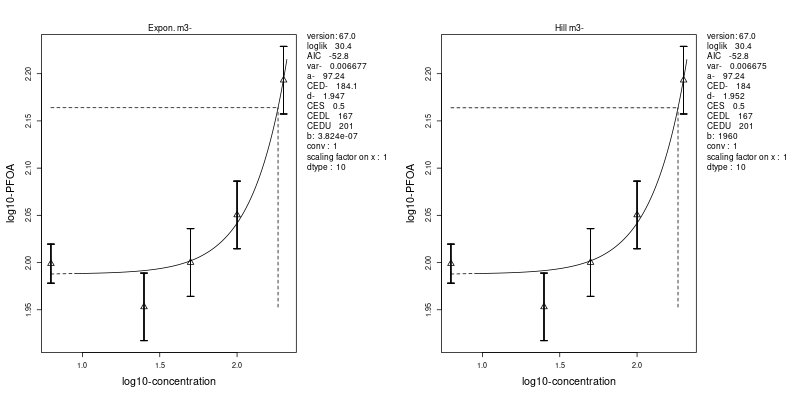 Expon. m3-
version: 67.0
loglik 30.4
AIC -52.8
var- 0.006677
a- 97.24
CED- 184.1
d- 1.947
CES 0.5
CEDL 167
CEDU 201
b: 3.824e-07
conv : 1
scaling factor on x : 1
dtype : 10
log10-PFOA
2.20
2.15
2.10
2.05
2.00
1.95
1.0 1.5 2.0
log10-concentration
Hill m3-
version: 67.0
loglik 30.4
AIC -52.8
var- 0.006675
a- 97.24
CED- 184
d- 1.952
CES 0.5
CEDL 167
CEDU 201
b: 1960
conv : 1
scaling factor on x : 1
dtype : 10
log10-PFOA
2.20
2.15
2.10
2.05
2.00
1.95
1.0 1.5 2.0
log10-concentration